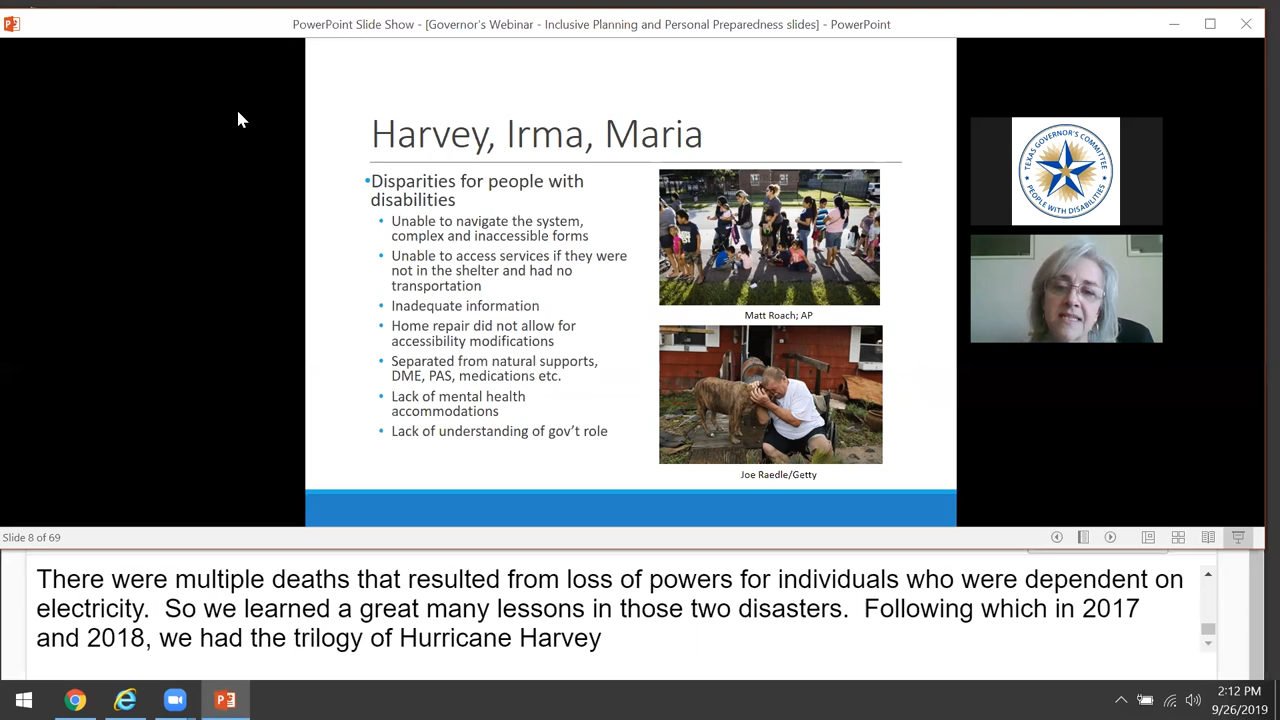 PowerPoint Slide Show - [Governor's Webinar - Inclusive Planning and Personal Preparedness slides] - PowerPoint
Harvey, Irma, Maria
•Disparities for people with
disabilities
• Unable to navigate the system,
complex and inaccessible forms
• Unable to access services if they were
not in the shelter and had no
transportation
• Inadequate information
• Home repair did not allow for
accessibility modifications
• Separated from natural supports,
DME, PAS, medications etc.
• Lack of mental health
accommodations
• Lack of understanding of gov't role
Matt Roach; AP
Joe Raedle/Getty
TEXAS GOVERNOR'S COMMITTEE
PEOPLE WITH DISABILITIES
Slide 8 of 69
There were multiple deaths that resulted from loss of powers for individuals who were dependent on
electricity.  So we learned a great many lessons in those two disasters.  Following which in 2017
and 2018, we had the trilogy of Hurricane Harvey
2:12 PM
9/26/2019